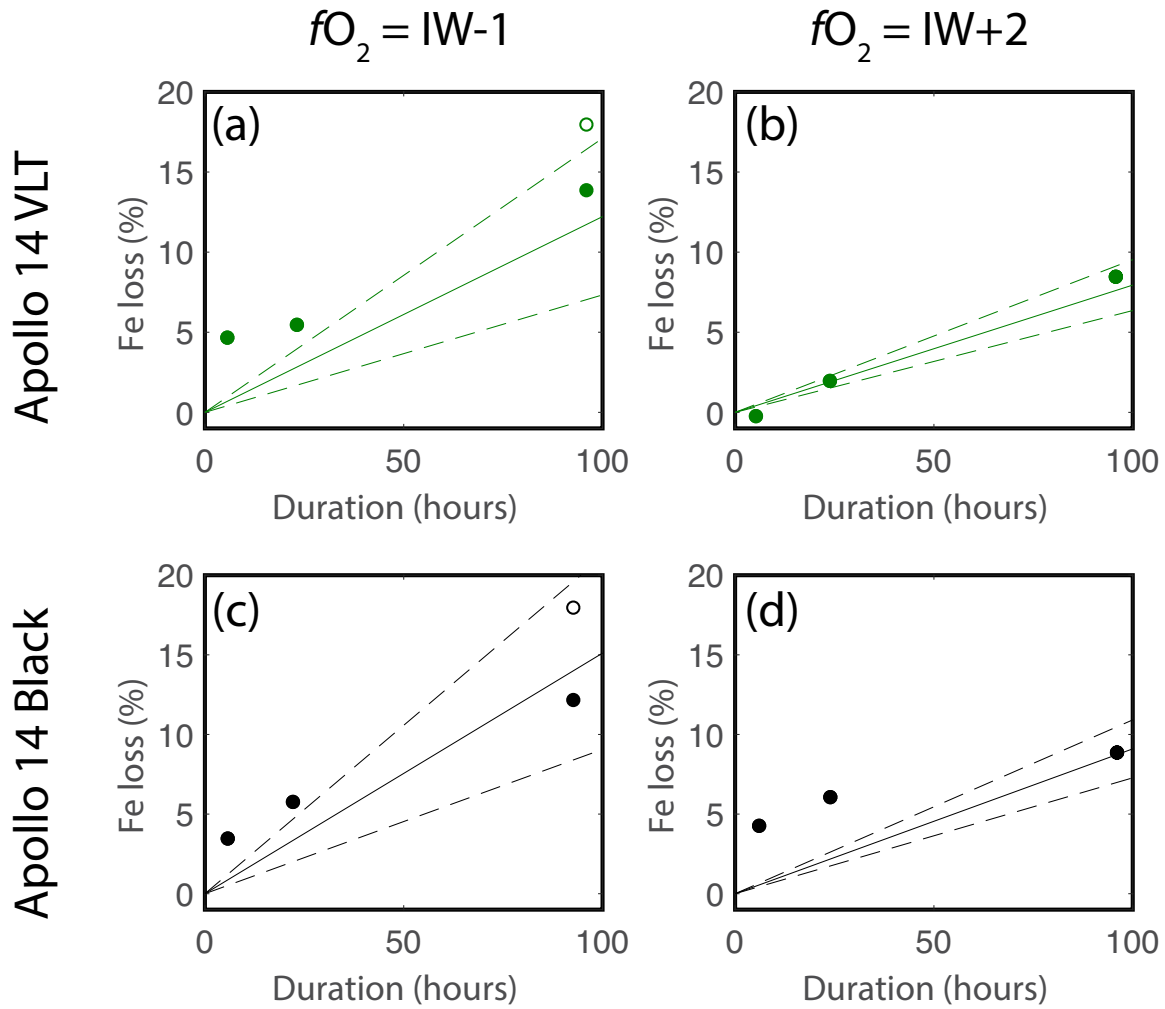 fO₂ = IW-1
fO₂ = IW+2
Apollo 14 VLT
(a)
20
15
10
5
0
Fe loss (%)
0 50 100
Duration (hours)
(b)
20
15
10
5
0
Fe loss (%)
0 50 100
Duration (hours)
Apollo 14 Black
(c)
20
15
10
5
0
Fe loss (%)
0 50 100
Duration (hours)
(d)
20
15
10
5
0
Fe loss (%)
0 50 100
Duration (hours)